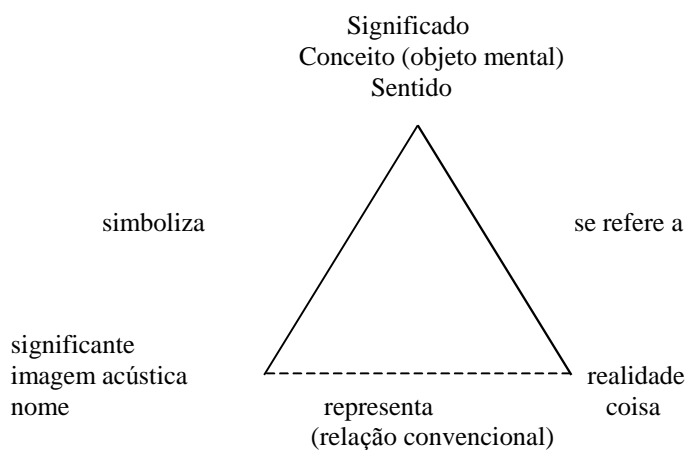 Significado
Conceito (objeto mental)
Sentido
simboliza
se refere a
significante
imagem acústica
nome
realidade
coisa
representa
(relação convencional)